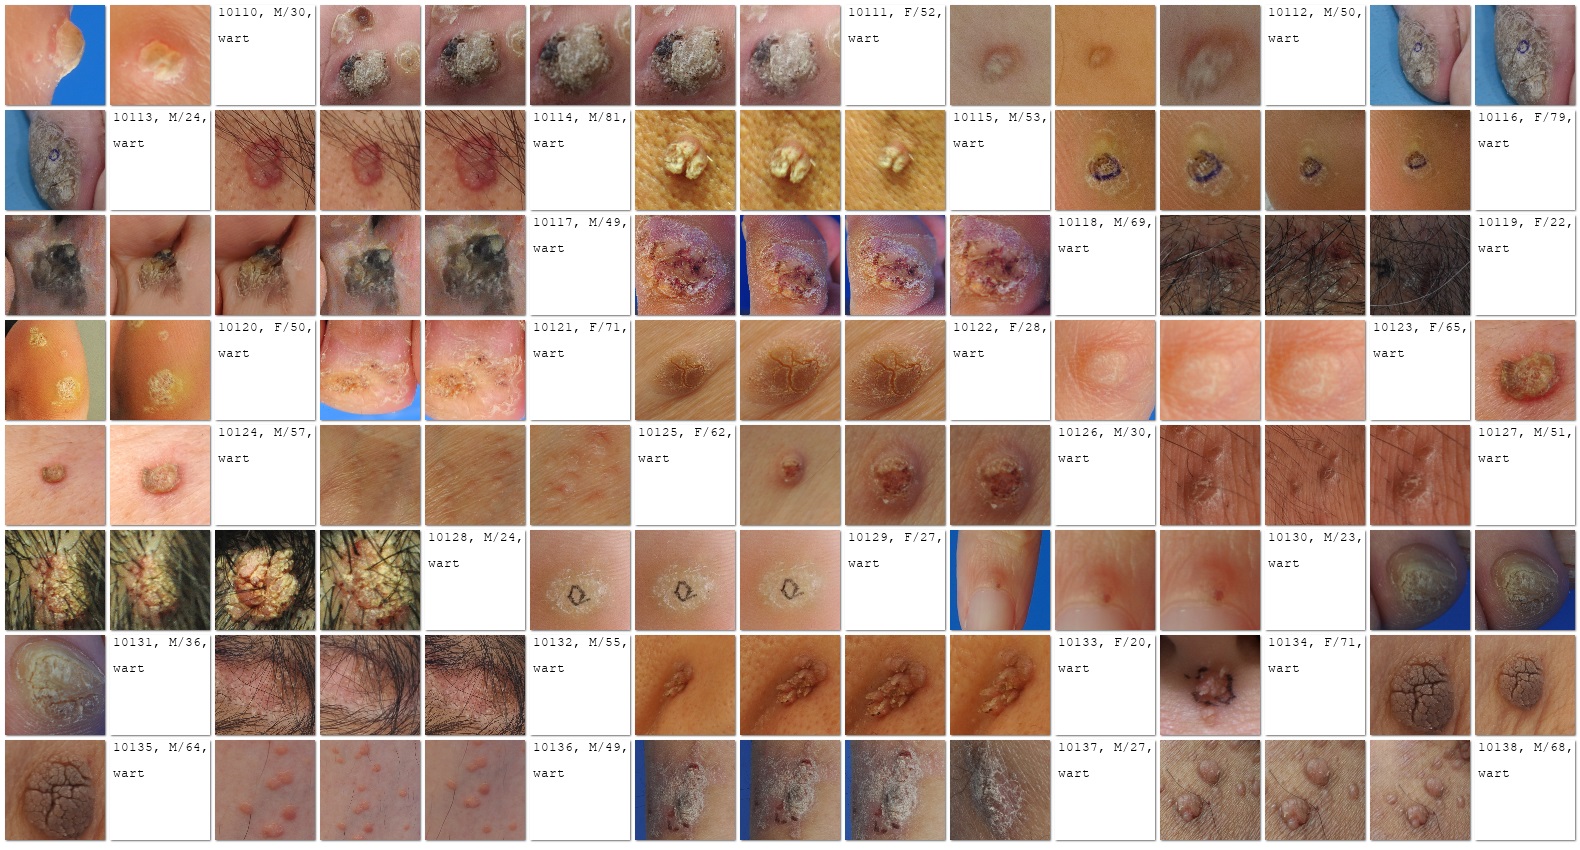 10110, M/30,
wart
10111, F/52,
wart
10112, M/50,
wart
10113, M/24,
wart
10114, M/81,
wart
10115, M/53,
wart
10116, F/79,
wart
10117, M/49,
wart
10118, M/69,
wart
10119, F/22,
wart
10120, F/50,
wart
10121, F/71,
wart
10122, F/28,
wart
10123, F/65,
wart
10124, M/57,
wart
10125, F/62,
wart
10126, M/30,
wart
10127, M/51,
wart
10128, M/24,
wart
10129, F/27,
wart
10130, M/23,
wart
10131, M/36,
wart
10132, M/55,
wart
10133, F/20,
wart
10134, F/71,
wart
10135, M/64,
wart
10136, M/49,
wart
10137, M/27,
wart
10138, M/68,
wart